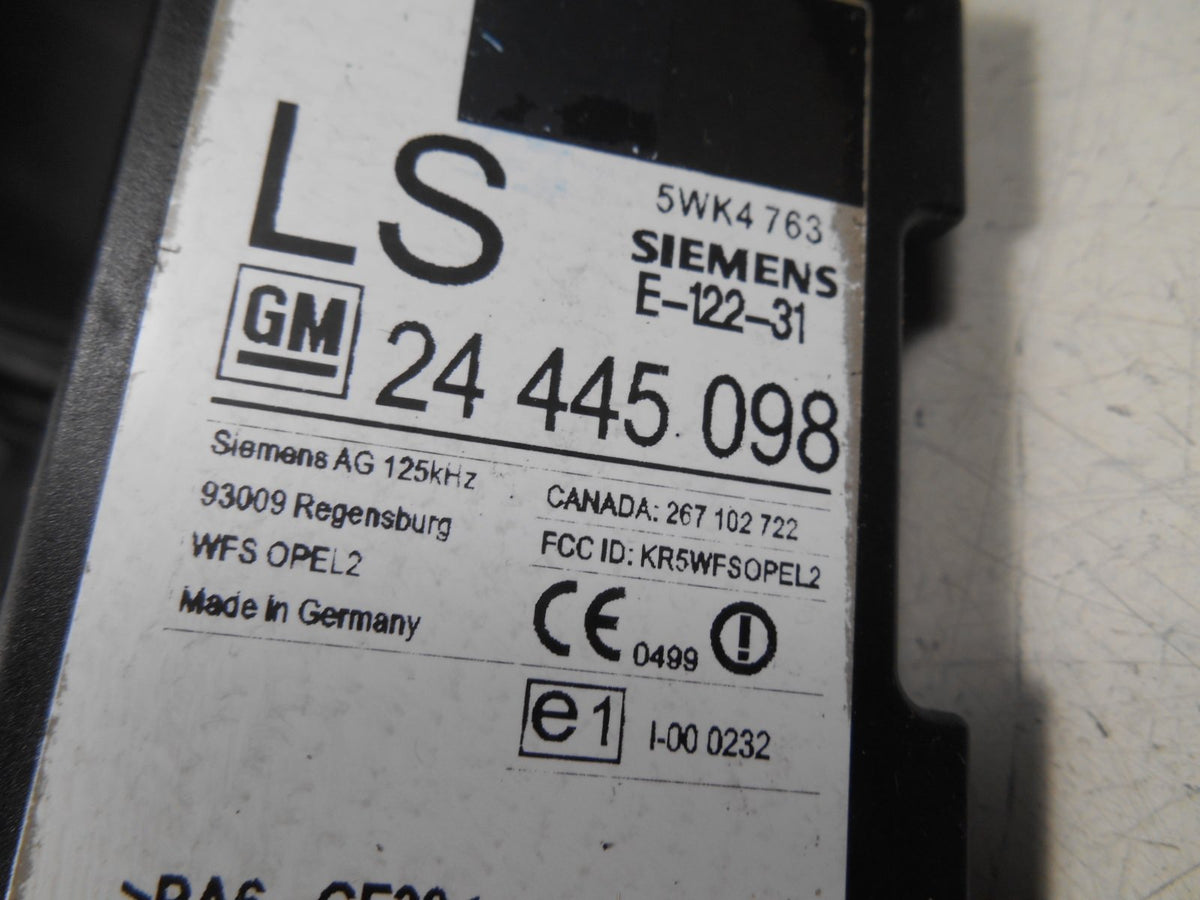 LS
5WK4 763
SIEMENS
E-122-31
GM 24 445 098
Siemens AG 125kHz
93009 Regensburg
WFS OPEL2
Made in Germany
CANADA: 267 102 722
FCC ID: KR5WFSOPEL2
CE 0499
e1 I-00 0232